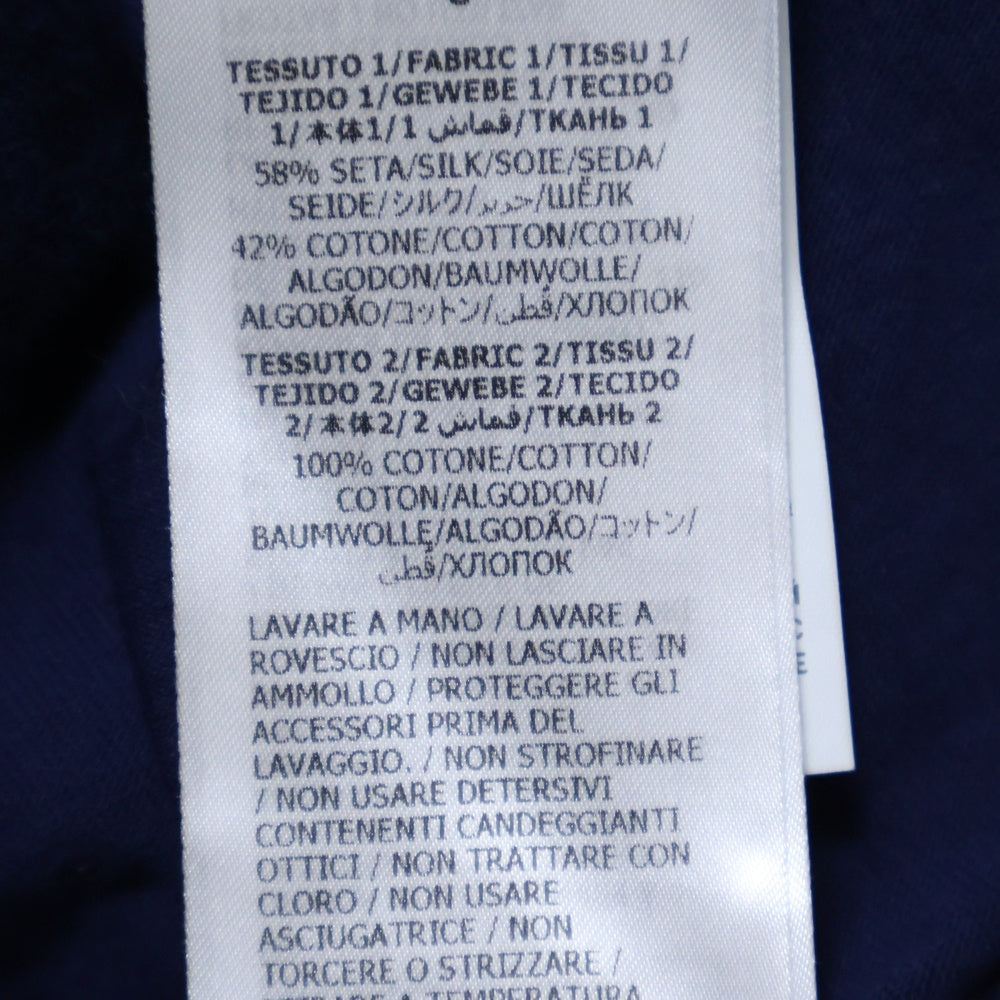 TESSUTO 1/FABRIC 1/TISSU 1/
TEJIDO 1/GEWEBE 1/TECIDO
1/本体1/1 قماش/ТКАНЬ 1
58% SETA/SILK/SOIE/SEDA/
SEIDE/シルク/حرير/ШЁЛК
42% COTONE/COTTON/COTON/
ALGODON/BAUMWOLLE/
ALGODÃO/コットン/قطن/ХЛОПОК
TESSUTO 2/FABRIC 2/TISSU 2/
TEJIDO 2/GEWEBE 2/TECIDO
2/本体2/2 قماش/ТКАНЬ 2
100% COTONE/COTTON/
COTON/ALGODON/
BAUMWOLLE/ALGODÃO/コットン/
قطن/ХЛОПОК
LAVARE A MANO / LAVARE A
ROVESCIO / NON LASCIARE IN
AMMOLLO / PROTEGGERE GLI
ACCESSORI PRIMA DEL
LAVAGGIO. / NON STROFINARE
/ NON USARE DETERSIVI
CONTENENTI CANDEGGIANTI
OTTICI / NON TRATTARE CON
CLORO / NON USARE
ASCIUGATRICE / NON
TORCERE O STRIZZARE /
A TEMPERATURA